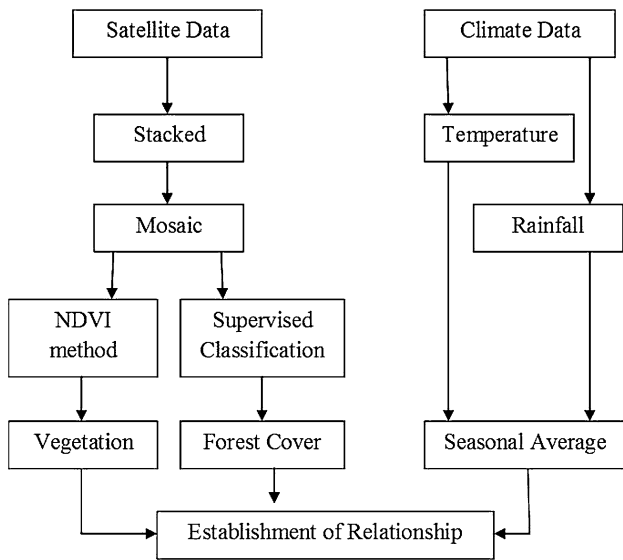 Satellite Data
Climate Data
Stacked
Temperature
Mosaic
Rainfall
NDVI
method
Supervised
Classification
Vegetation
Forest Cover
Seasonal Average
Establishment of Relationship